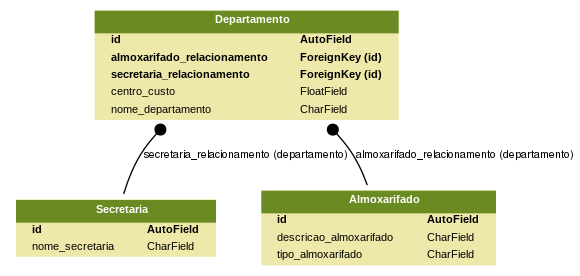 Departamento
id AutoField
almoxarifado_relacionamento ForeignKey (id)
secretaria_relacionamento ForeignKey (id)
centro_custo FloatField
nome_departamento CharField
secretaria_relacionamento (departamento)
almoxarifado_relacionamento (departamento)
Secretaria
id AutoField
nome_secretaria CharField
Almoxarifado
id AutoField
descricao_almoxarifado CharField
tipo_almoxarifado CharField